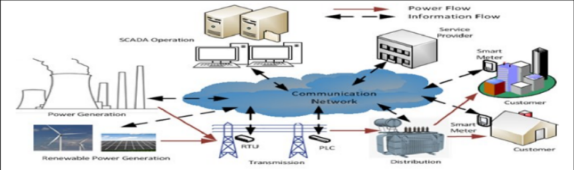 Power Flow
Information Flow
SCADA Operation
Service
Provider
Smart
Meter
Communication
Network
Customer
Power Generation
RTU
PLC
Smart
Meter
Renewable Power Generation
Transmission
Distribution
Customer